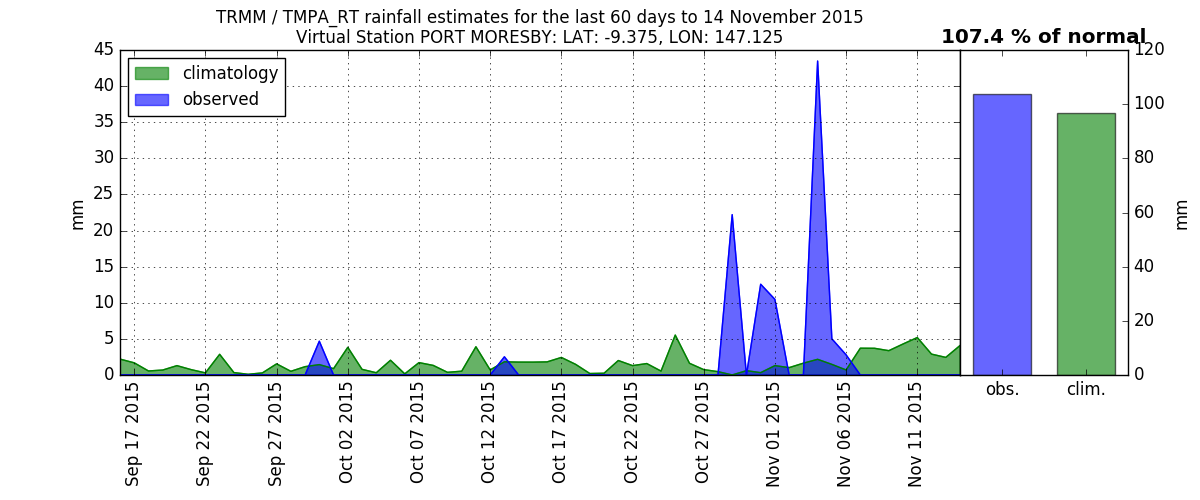 TRMM / TMPA_RT rainfall estimates for the last 60 days to 14 November 2015
Virtual Station PORT MORESBY: LAT: -9.375, LON: 147.125
107.4 % of normal
climatology
observed
mm
45
40
35
30
25
20
15
10
5
0
Sep 17 2015
Sep 22 2015
Sep 27 2015
Oct 02 2015
Oct 07 2015
Oct 12 2015
Oct 17 2015
Oct 22 2015
Oct 27 2015
Nov 01 2015
Nov 06 2015
Nov 11 2015
obs.
clim.
120
100
80
60
40
20
0
mm